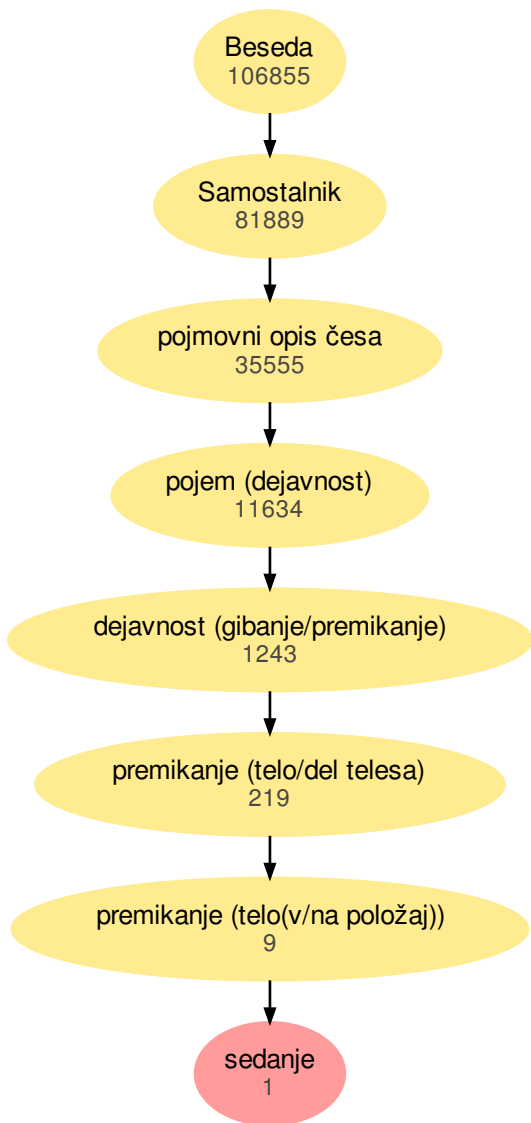 Beseda
106855
Samostalnik
81889
pojmovni opis česa
35555
pojem (dejavnost)
11634
dejavnost (gibanje/premikanje)
1243
premikanje (telo/del telesa)
219
premikanje (telo(v/na položaj))
9
sedanje
1